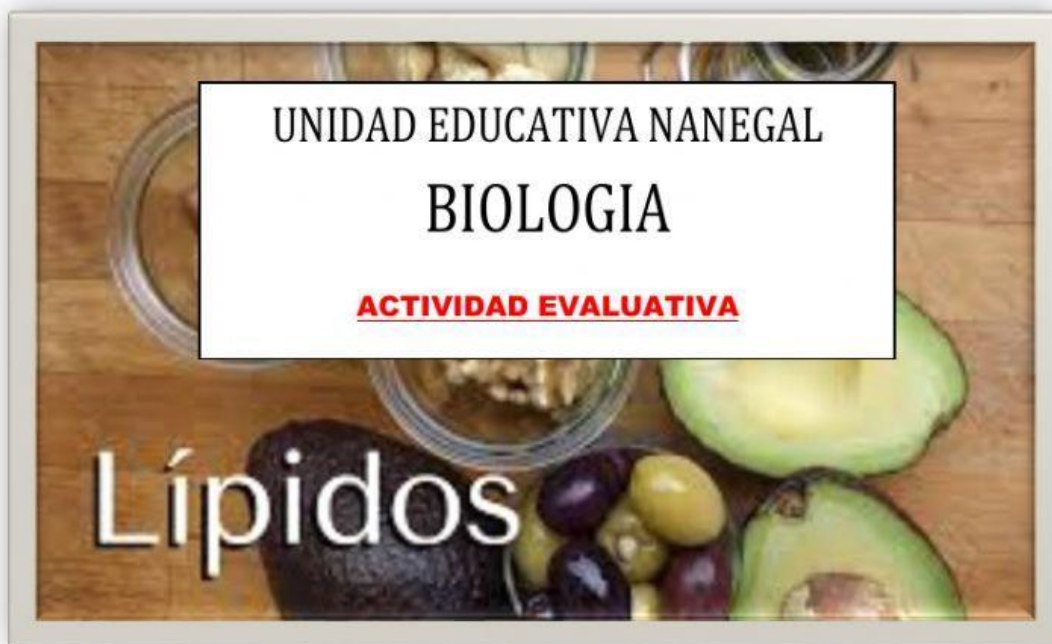 UNIDAD EDUCATIVA NANEGAL
BIOLOGIA
ACTIVIDAD EVALUATIVA
Lípidos